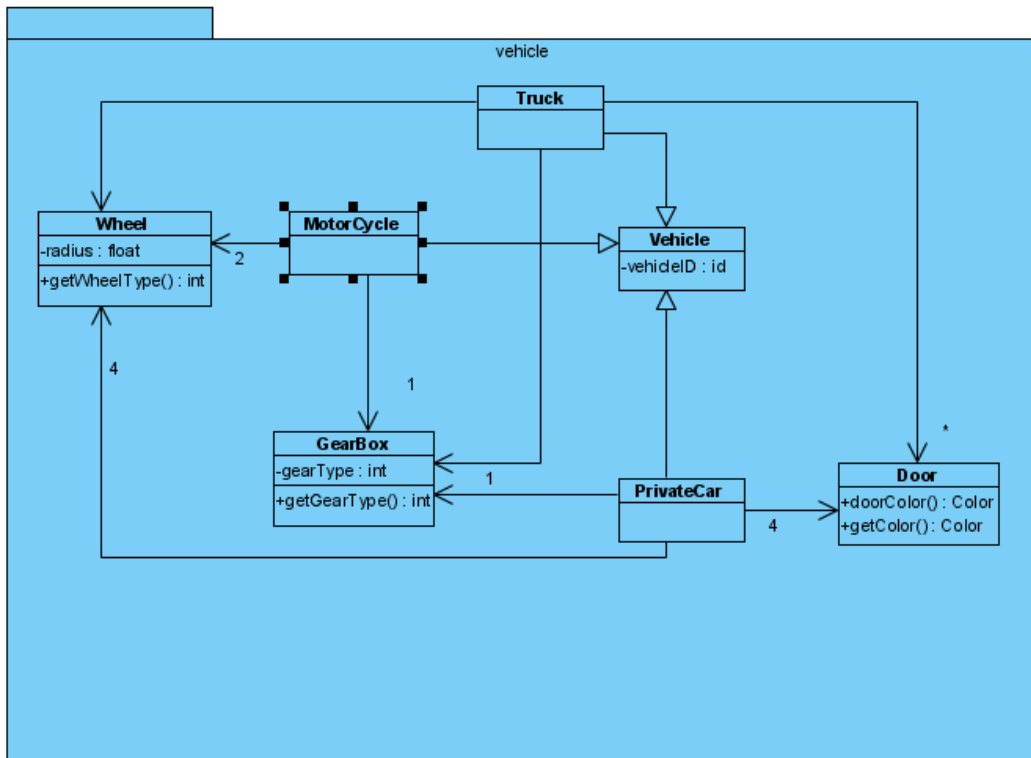 vehicle
Truck
Wheel
-radius : float
+getWheelType() : int
2
MotorCycle
Vehicle
-vehicleID : id
4
1
GearBox
-gearType : int
+getGearType() : int
1
PrivateCar
4
*
Door
+doorColor() : Color
+getColor() : Color